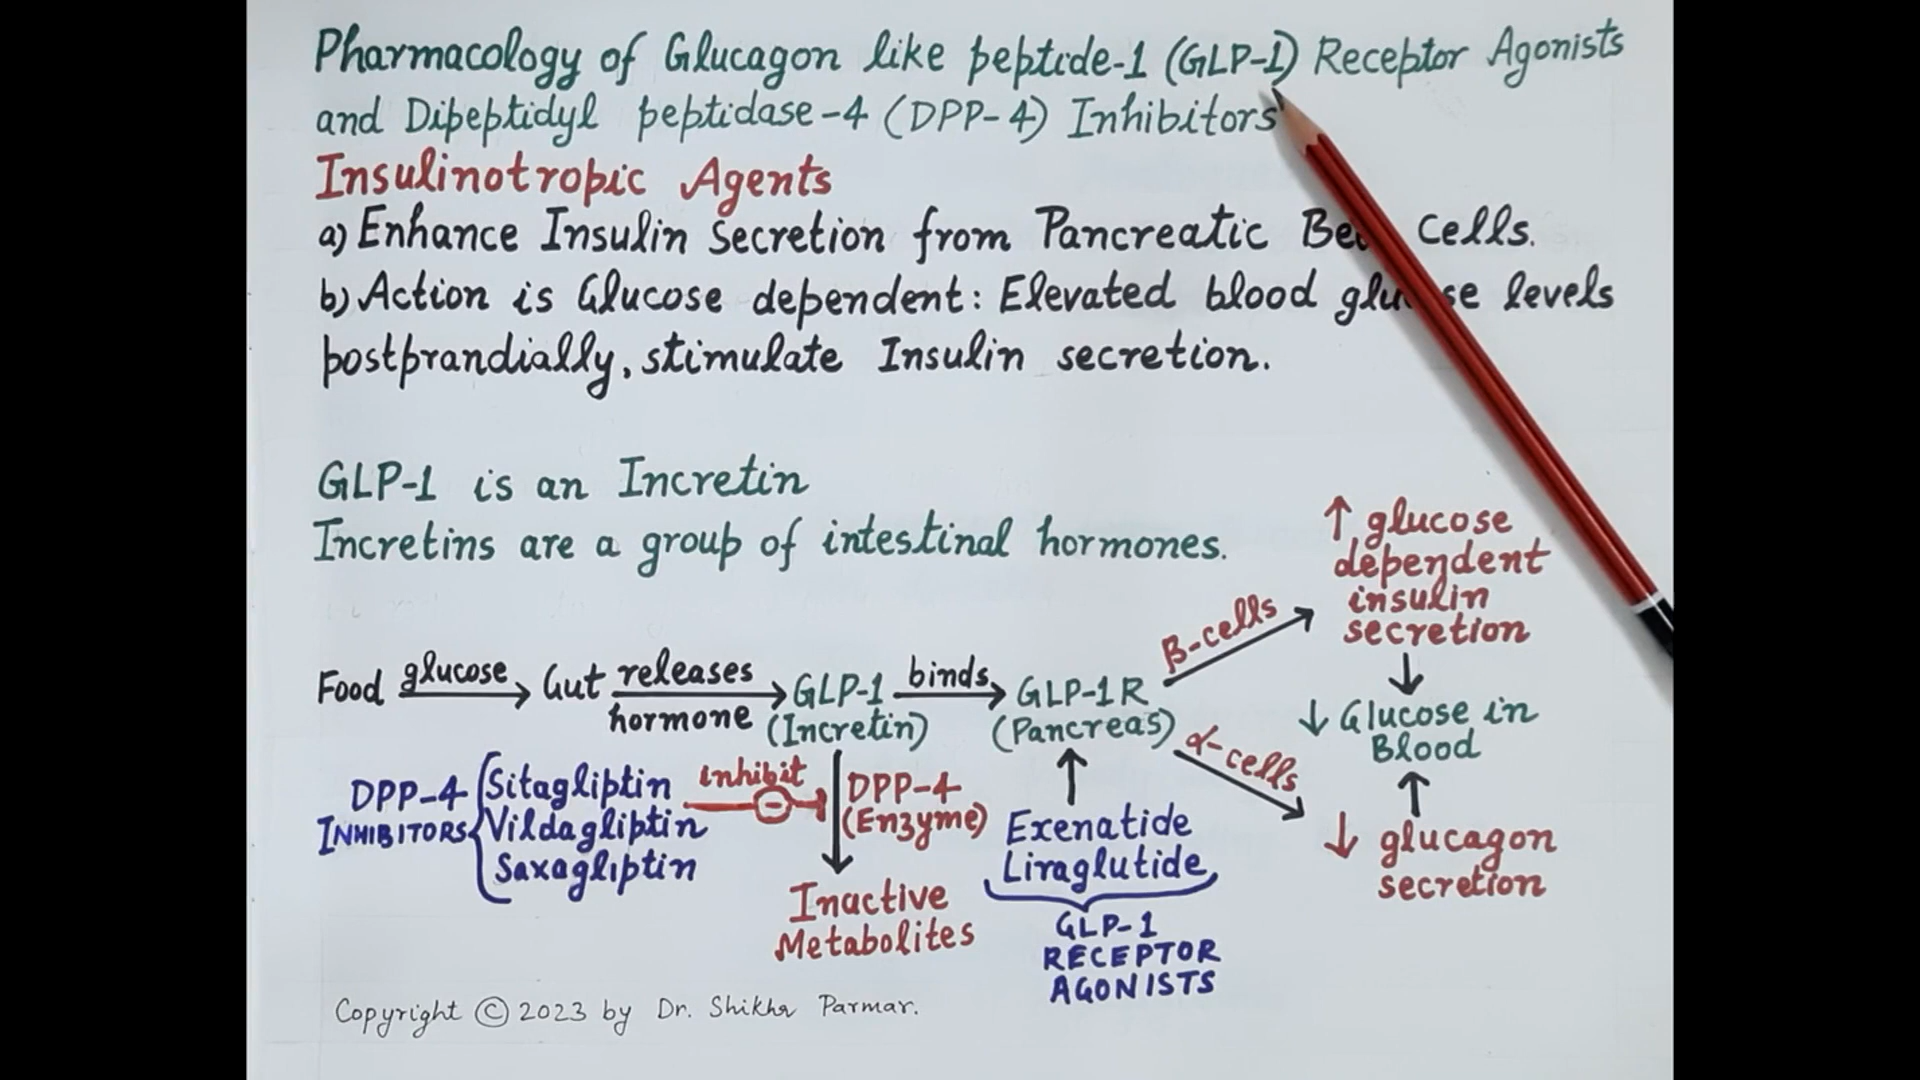 Pharmacology of Glucagon like peptide-1 (GLP-1) Receptor Agonists
and Dipeptidyl peptidase-4 (DPP-4) Inhibitors
Insulinotropic Agents
a) Enhance Insulin Secretion from Pancreatic Cells.
b) Action is Glucose dependent: Elevated blood glucose levels
postprandially, stimulate Insulin secretion.
GLP-1 is an Incretin
Incretins are a group of intestinal hormones.
↑ glucose
dependent
insulin
secretion
↓
↓ Glucose in
Blood
↑
↓ glucagon
secretion
β-cells
α-cells
Food glucose → Gut releases → GLP-1 binds → GLP-1R
hormone (Incretin) (Pancreas)
DPP-4 INHIBITORS
Sitagliptin
Vildagliptin
Saxagliptin
inhibit
DPP-4
(Enzyme)
Inactive
Metabolites
Exenatide
Liraglutide
GLP-1
RECEPTOR
AGONISTS
Copyright © 2023 by Dr. Shikha Parmar.